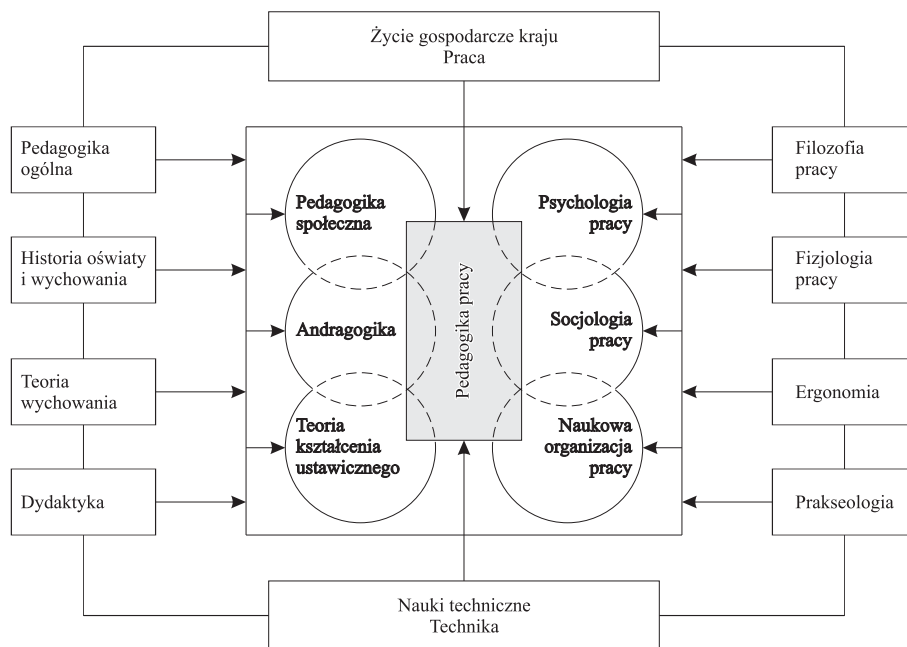 Życie gospodarcze kraju
Praca
Pedagogika
ogólna
Historia oświaty
i wychowania
Teoria
wychowania
Dydaktyka
Pedagogika
społeczna
Andragogika
Teoria
kształcenia
ustawicznego
Pedagogika pracy
Psychologia
pracy
Socjologia
pracy
Naukowa
organizacja
pracy
Filozofia
pracy
Fizjologia
pracy
Ergonomia
Prakseologia
Nauki techniczne
Technika